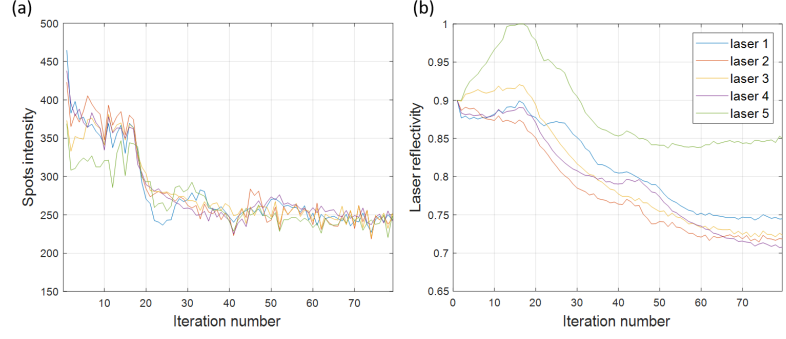 (a)
500
450
400
350
300
250
200
150
10
20
30
40
50
60
70
Spots intensity
Iteration number
(b)
1
0.95
0.9
0.85
0.8
0.75
0.7
0.65
0
10
20
30
40
50
60
70
Laser reflectivity
Iteration number
laser 1
laser 2
laser 3
laser 4
laser 5